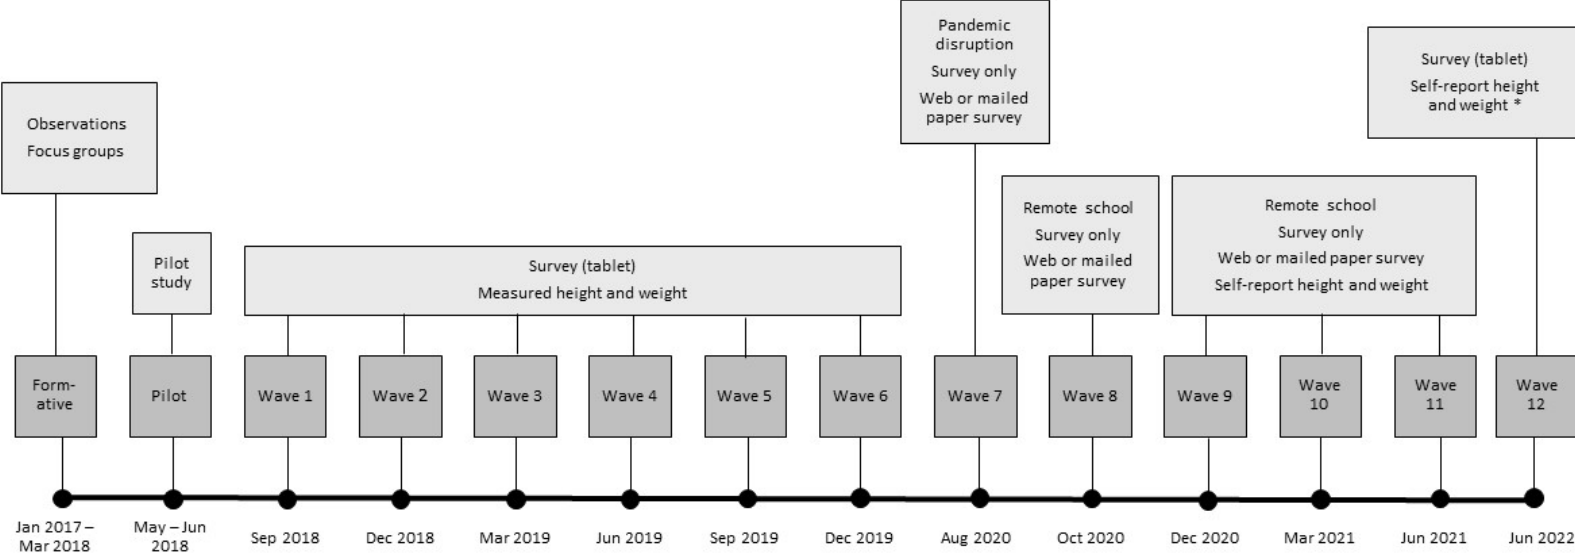 Observations
Focus groups
Pilot
study
Survey (tablet)
Measured height and weight
Pandemic
disruption
Survey only
Web or mailed
paper survey
Remote school
Survey only
Web or mailed
paper survey
Remote school
Survey only
Web or mailed paper survey
Self-report height and weight
Survey (tablet)
Self-report height
and weight *
Form-
ative
Pilot
Wave 1
Wave 2
Wave 3
Wave 4
Wave 5
Wave 6
Wave 7
Wave 8
Wave 9
Wave
10
Wave
11
Wave
12
Jan 2017 –
Mar 2018
May – Jun
2018
Sep 2018
Dec 2018
Mar 2019
Jun 2019
Sep 2019
Dec 2019
Aug 2020
Oct 2020
Dec 2020
Mar 2021
Jun 2021
Jun 2022